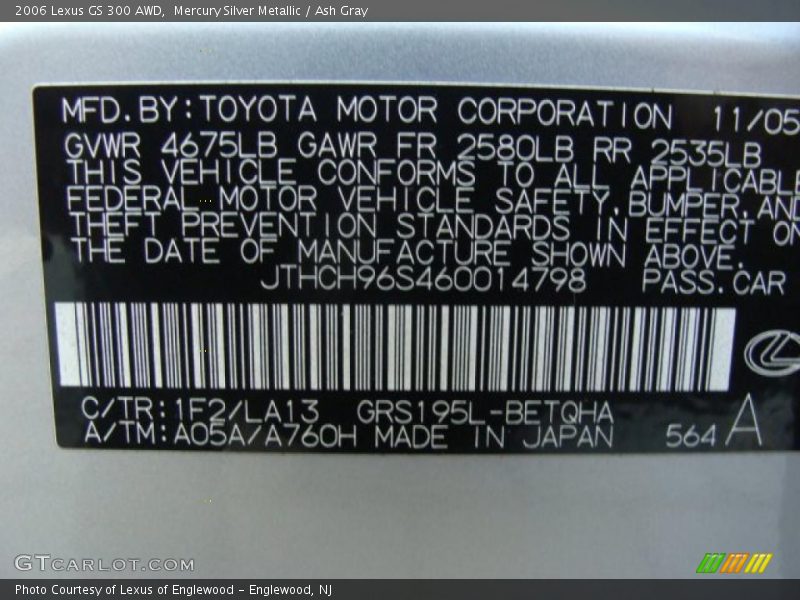 2006 Lexus GS 300 AWD, Mercury Silver Metallic / Ash Gray
MFD.BY:TOYOTA MOTOR CORPORATION 11/05
GVWR 4675LB GAWR FR 2580LB RR 2535LB
THIS VEHICLE CONFORMS TO ALL APPLICABLE
FEDERAL MOTOR VEHICLE SAFETY,BUMPER,AND
THEFT PREVENTION STANDARDS IN EFFECT ON
THE DATE OF MANUFACTURE SHOWN ABOVE.
JTHCH96S460014798 PASS.CAR
C/TR:1F2/LA13 GRS195L-BETQHA
A/TM:A05A/A760H MADE IN JAPAN 564 A
GTCARLOT.COM
Photo Courtesy of Lexus of Englewood - Englewood, NJ